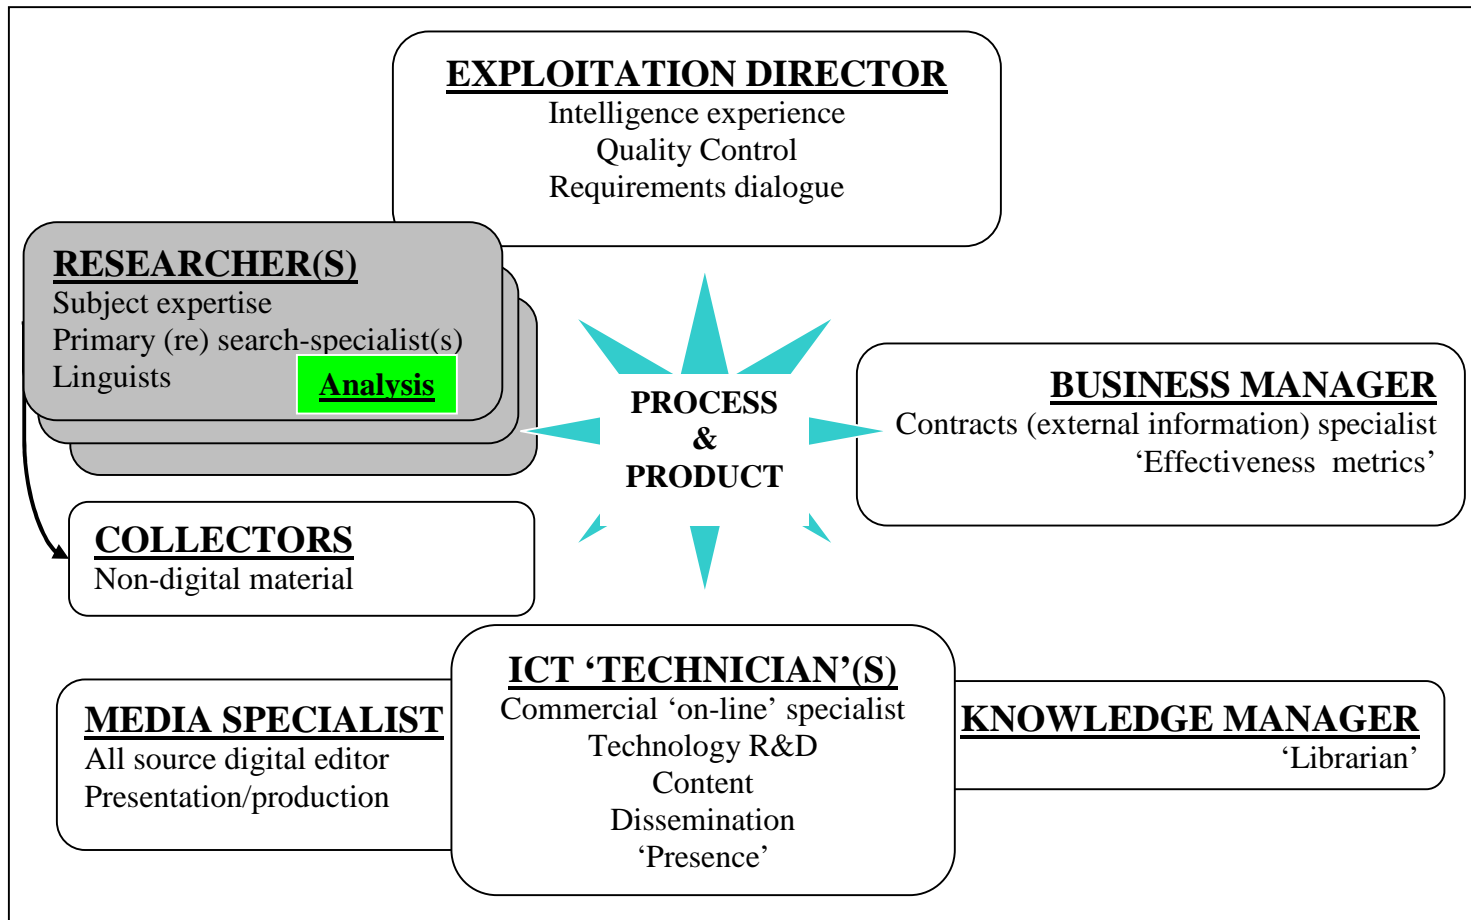 EXPLOITATION DIRECTOR
Intelligence experience
Quality Control
Requirements dialogue
RESEARCHER(S)
Subject expertise
Primary (re) search-specialist(s)
Linguists
Analysis
PROCESS
&
PRODUCT
BUSINESS MANAGER
Contracts (external information) specialist
‘Effectiveness metrics’
COLLECTORS
Non-digital material
MEDIA SPECIALIST
All source digital editor
Presentation/production
ICT ‘TECHNICIAN’(S)
Commercial ‘on-line’ specialist
Technology R&D
Content
Dissemination
‘Presence’
KNOWLEDGE MANAGER
‘Librarian’